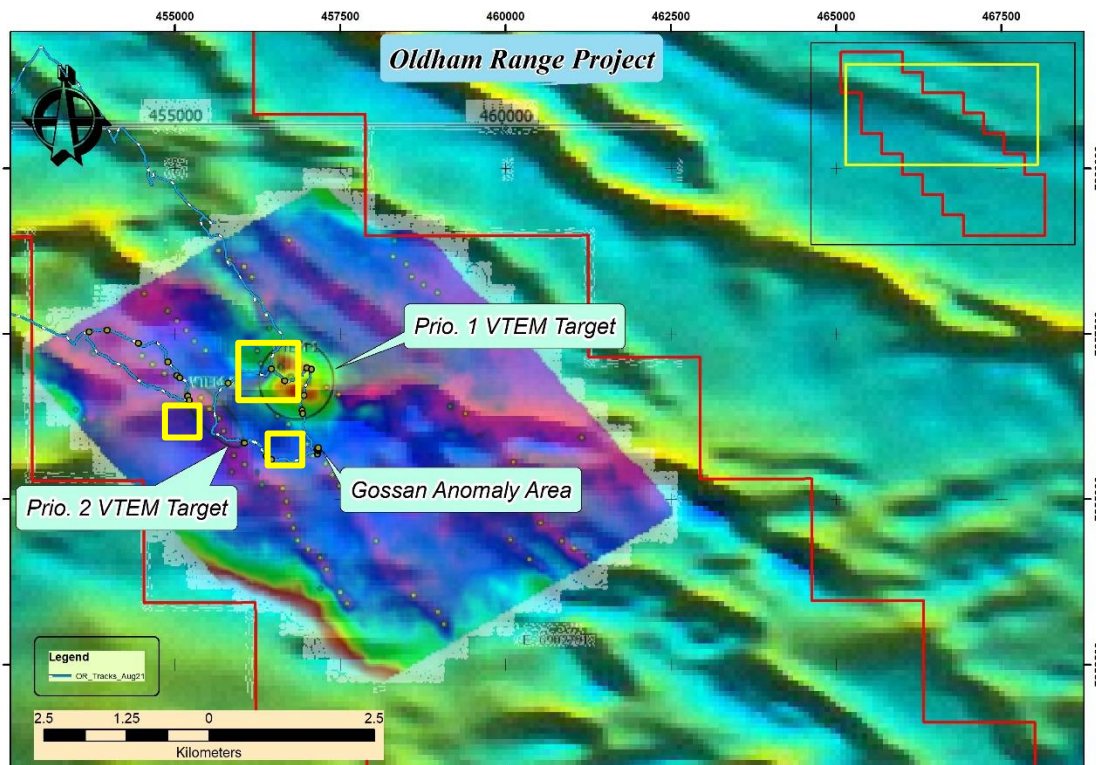 455000 457500 460000 462500 465000 467500
Oldham Range Project
N
455000 460000
Prio. 1 VTEM Target
Gossan Anomaly Area
Prio. 2 VTEM Target
Legend
OR_Tracks_Aug21
2.5 1.25 0 2.5
Kilometers